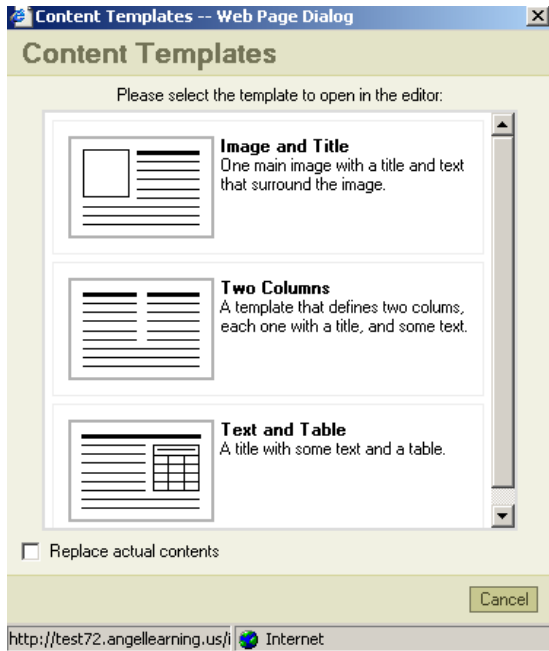 Content Templates -- Web Page Dialog
Content Templates
Please select the template to open in the editor:
Image and Title
One main image with a title and text
that surround the image.
Two Columns
A template that defines two colums,
each one with a title, and some text.
Text and Table
A title with some text and a table.
Replace actual contents
Cancel
http://test72.angellearning.us/i Internet